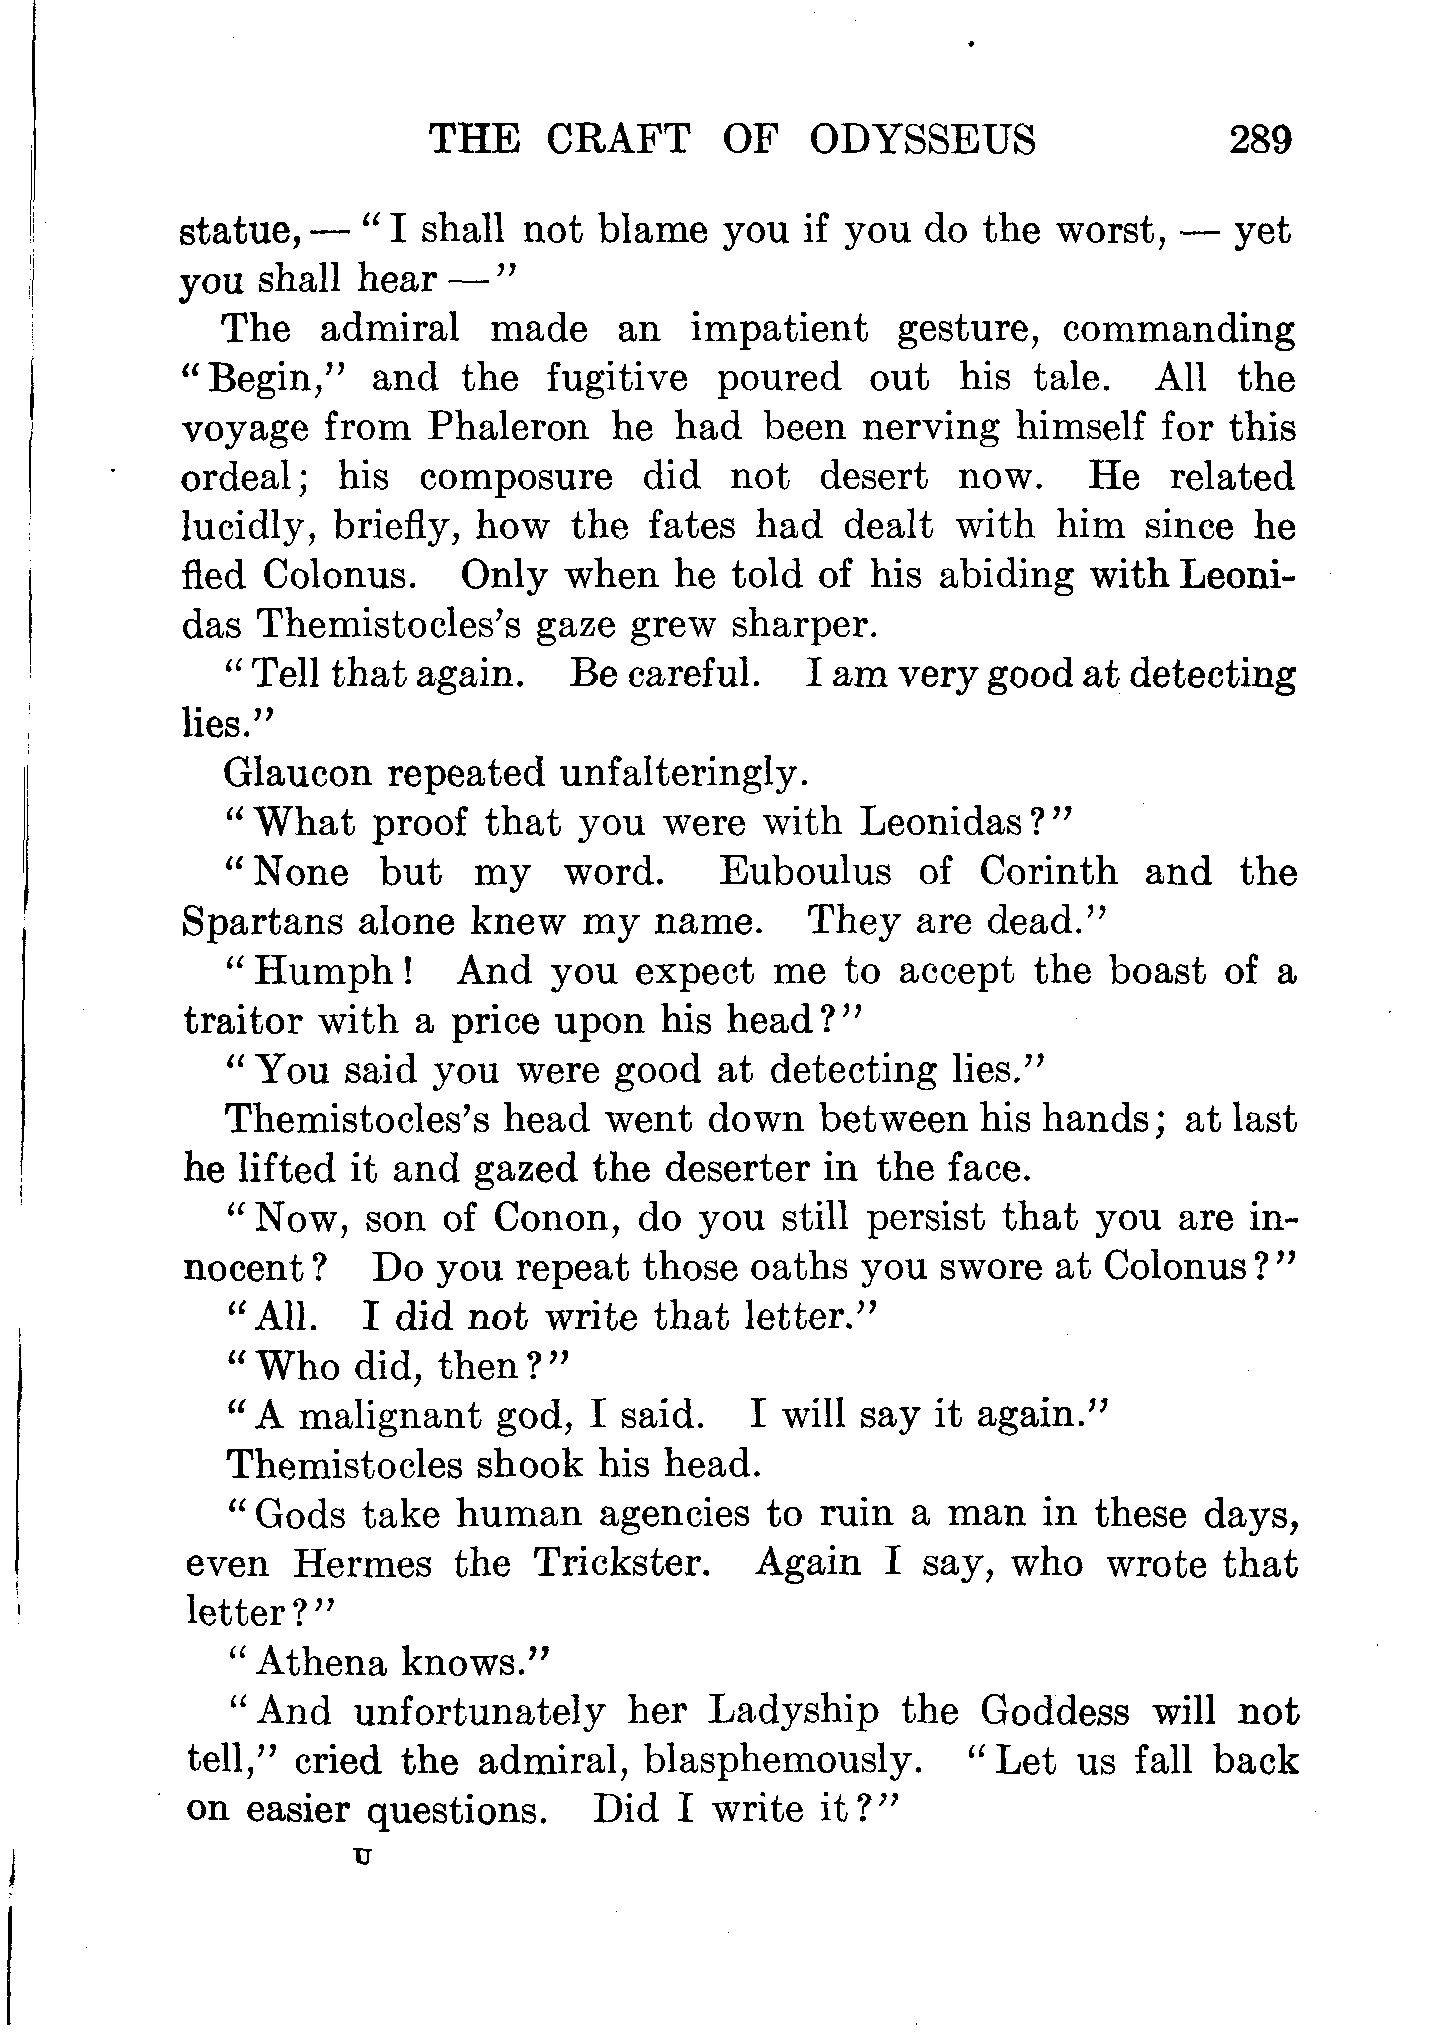 THE CRAFT OF ODYSSEUS 289
statue, — "I shall not blame you if you do the worst, — yet
you shall hear —"
The admiral made an impatient gesture, commanding
"Begin," and the fugitive poured out his tale. All the
voyage from Phaleron he had been nerving himself for this
ordeal; his composure did not desert now. He related
lucidly, briefly, how the fates had dealt with him since he
fled Colonus. Only when he told of his abiding with Leoni-
das Themistocles's gaze grew sharper.
"Tell that again. Be careful. I am very good at detecting
lies."
Glaucon repeated unfalteringly.
"What proof that you were with Leonidas?"
"None but my word. Euboulus of Corinth and the
Spartans alone knew my name. They are dead."
"Humph! And you expect me to accept the boast of a
traitor with a price upon his head?"
"You said you were good at detecting lies."
Themistocles's head went down between his hands; at last
he lifted it and gazed the deserter in the face.
"Now, son of Conon, do you still persist that you are in-
nocent? Do you repeat those oaths you swore at Colonus?"
"All. I did not write that letter."
"Who did, then?"
"A malignant god, I said. I will say it again."
Themistocles shook his head.
"Gods take human agencies to ruin a man in these days,
even Hermes the Trickster. Again I say, who wrote that
letter?"
"Athena knows."
"And unfortunately her Ladyship the Goddess will not
tell," cried the admiral, blasphemously. "Let us fall back
on easier questions. Did I write it?"
U